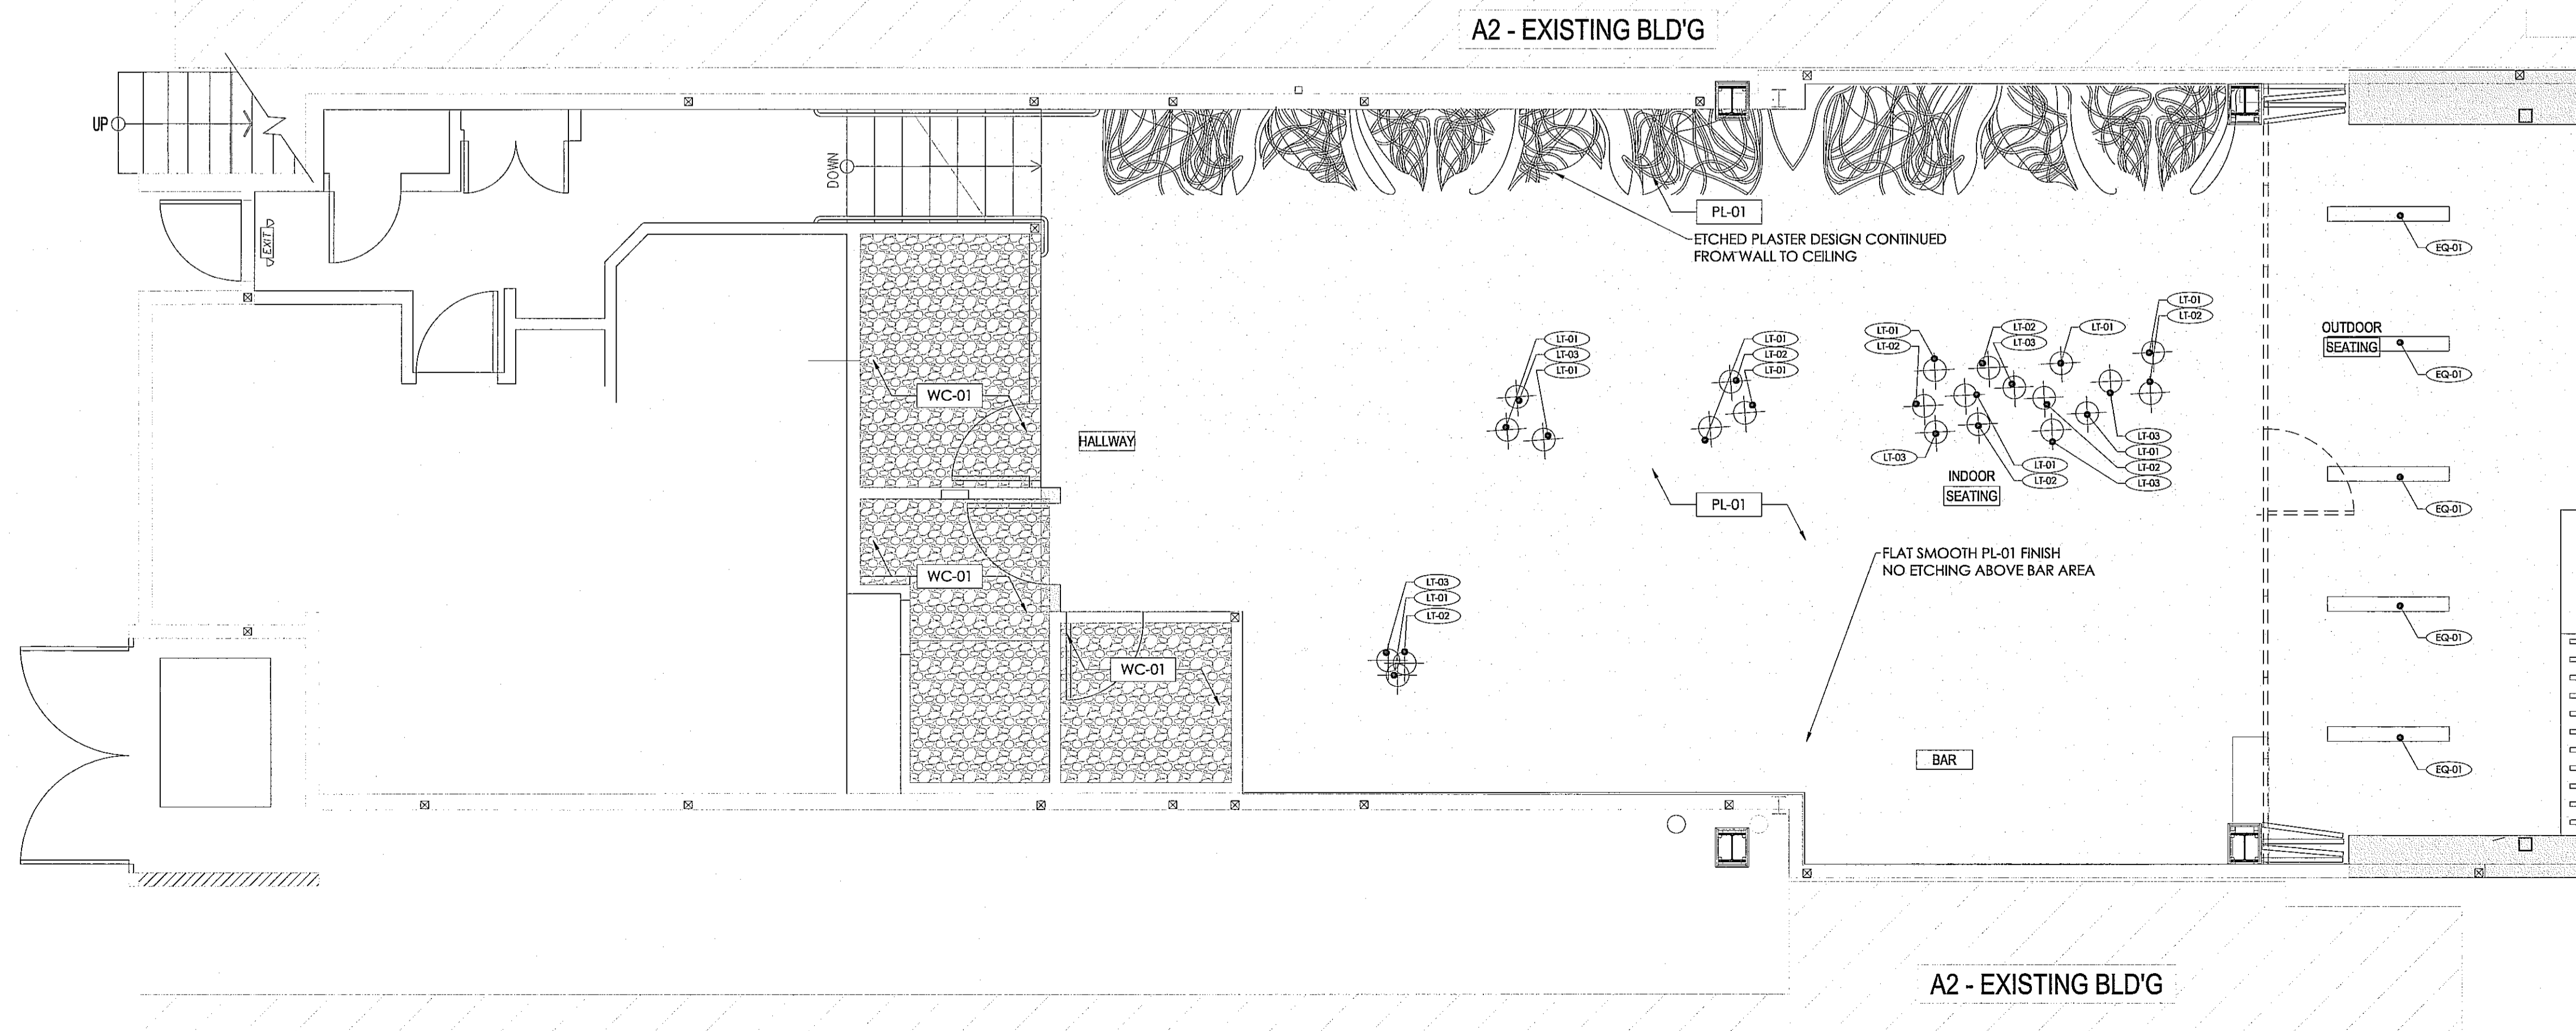 A2 - EXISTING BLD'G
UP
DOWN
EXIT
PL-01
ETCHED PLASTER DESIGN CONTINUED
FROM WALL TO CEILING
EQ-01
LT-01
LT-02
LT-01
LT-03
LT-01
LT-01
LT-02
LT-01
LT-01
LT-02
LT-02
LT-03
LT-01
OUTDOOR
SEATING
EQ-01
WC-01
HALLWAY
LT-03
LT-01
LT-02
LT-03
LT-01
LT-02
LT-03
INDOOR
SEATING
PL-01
EQ-01
FLAT SMOOTH PL-01 FINISH
NO ETCHING ABOVE BAR AREA
WC-01
LT-03
LT-01
LT-02
EQ-01
WC-01
BAR
EQ-01
A2 - EXISTING BLD'G